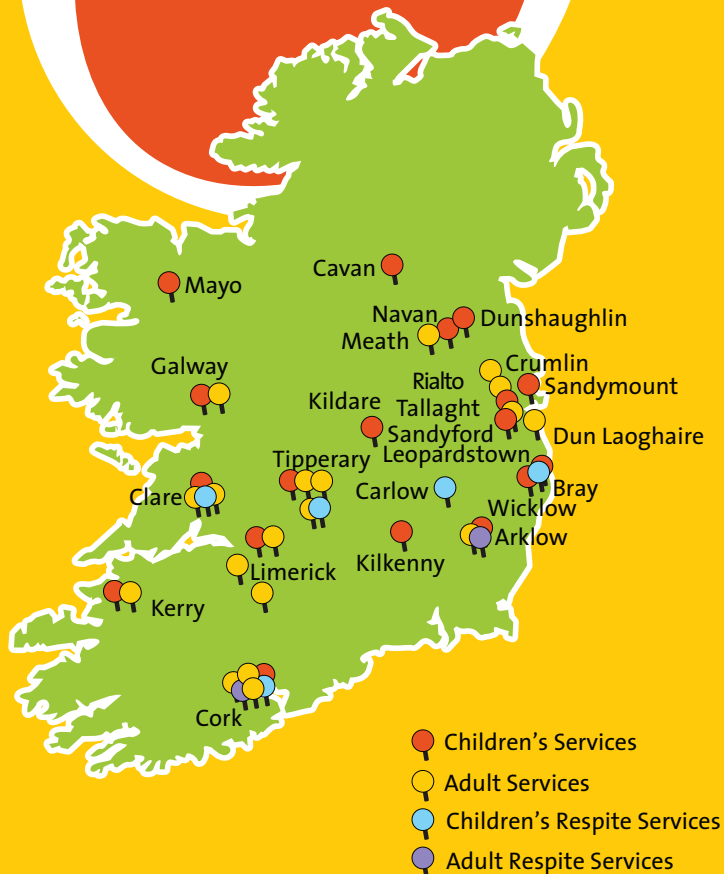 Cavan
Mayo
Navan
Dunshaughlin
Meath
Galway
Crumlin
Rialto
Sandymount
Kildare
Tallaght
Sandyford
Dun Laoghaire
Leopardstown
Tipperary
Clare
Carlow
Bray
Wicklow
Arklow
Kilkenny
Limerick
Kerry
Cork
Children's Services
Adult Services
Children's Respite Services
Adult Respite Services